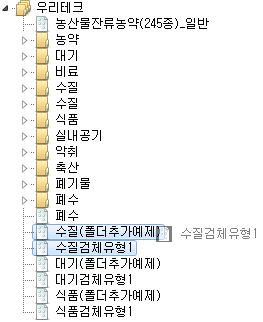 우리테크
농산물잔류농약(245종)_일반
농약
대기
비료
수질
수질
식품
실내공기
악취
축산
폐기물
폐수
폐수
수질(폴더추가예제) 수질검체유형1
수질검체유형1
대기(폴더추가예제)
대기검체유형1
식품(폴더추가예제)
식품검체유형1